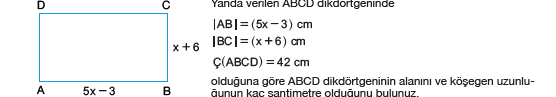 Yanda verilen ABCD dikdörtgeninde
D C
|AB| = (5x − 3) cm
|BC| = (x + 6) cm
x + 6
Ç(ABCD) = 42 cm
olduğuna göre ABCD dikdörtgeninin alanını ve köşegen uzunlu-
A 5x − 3 B
ğunun kaç santimetre olduğunu bulunuz.